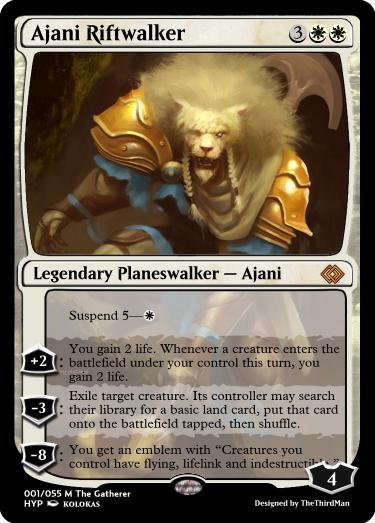 Ajani Riftwalker 3
Legendary Planeswalker — Ajani
Suspend 5—
+2: You gain 2 life. Whenever a creature enters the
battlefield under your control this turn, you
gain 2 life.
-3: Exile target creature. Its controller may search
their library for a basic land card, put that card
onto the battlefield tapped, then shuffle.
-8: You get an emblem with “Creatures you
control have flying, lifelink and indestructible.”
4
001/055 M The Gatherer
HYP KOLOKAS
Designed by TheThirdMan